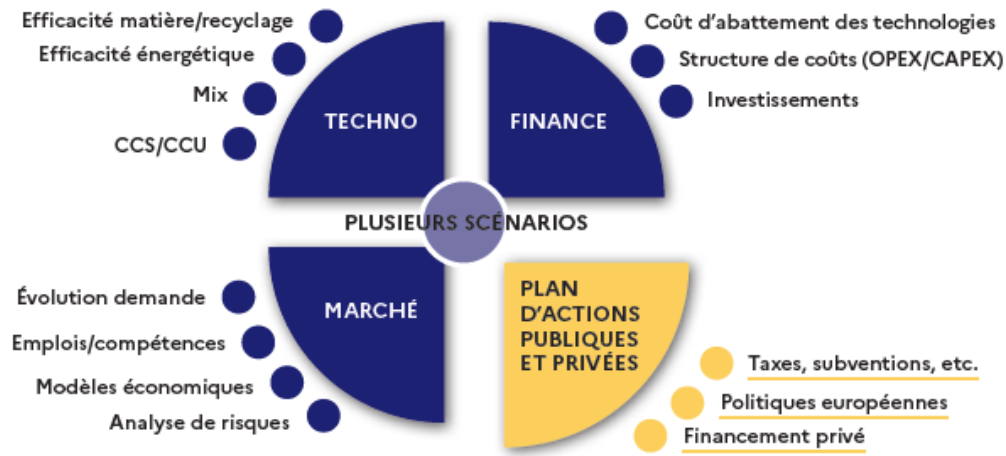 Efficacité matière/recyclage
Efficacité énergétique
Mix
CCS/CCU
TECHNO
FINANCE
Coût d'abattement des technologies
Structure de coûts (OPEX/CAPEX)
Investissements
PLUSIEURS SCÉNARIOS
Évolution demande
Emplois/compétences
Modèles économiques
Analyse de risques
MARCHÉ
PLAN
D'ACTIONS
PUBLIQUES
ET PRIVÉES
Taxes, subventions, etc.
Politiques européennes
Financement privé